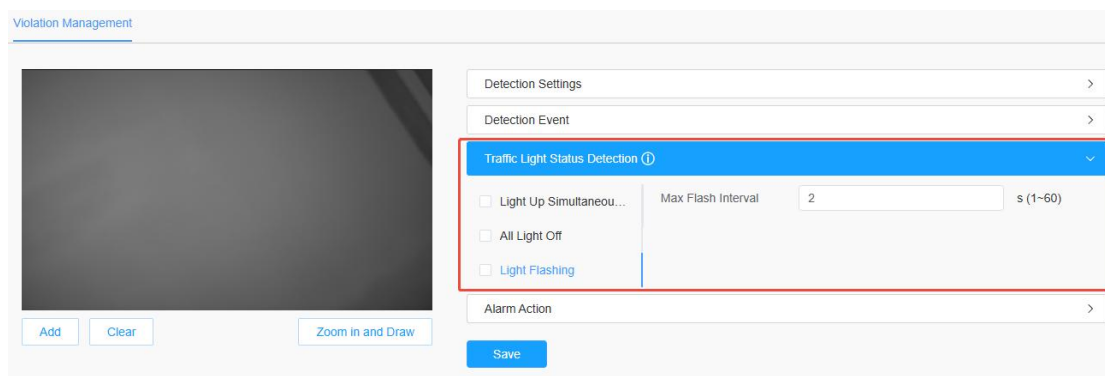 Violation Management
Detection Settings
Detection Event
Traffic Light Status Detection
Light Up Simultaneou...
Max Flash Interval 2 s (1~60)
All Light Off
Light Flashing
Alarm Action
Add Clear Zoom in and Draw
Save